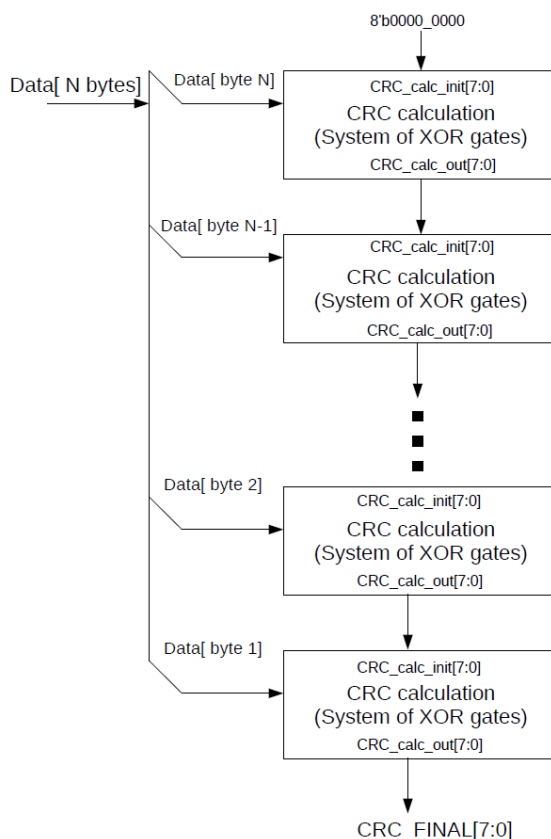 8'b0000_0000
Data[ N bytes]
Data[ byte N]
CRC_calc_init[7:0]
CRC calculation
(System of XOR gates)
CRC_calc_out[7:0]
Data[ byte N-1]
CRC_calc_init[7:0]
CRC calculation
(System of XOR gates)
CRC_calc_out[7:0]
Data[ byte 2]
CRC_calc_init[7:0]
CRC calculation
(System of XOR gates)
CRC_calc_out[7:0]
Data[ byte 1]
CRC_calc_init[7:0]
CRC calculation
(System of XOR gates)
CRC_calc_out[7:0]
CRC_FINAL[7:0]